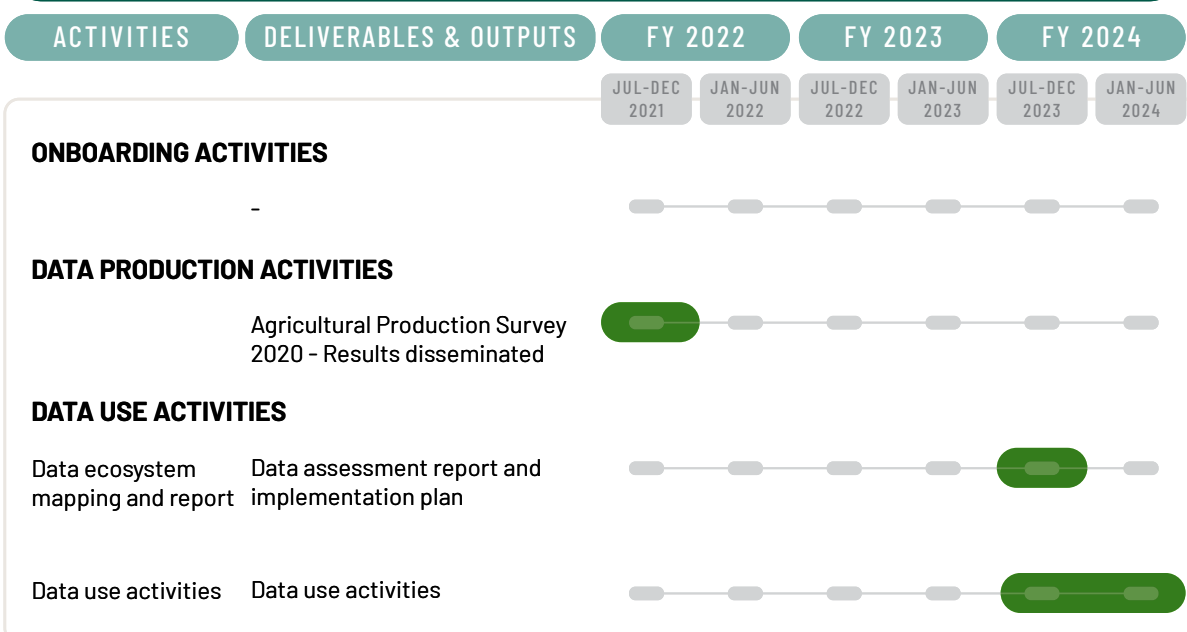 ACTIVITIES DELIVERABLES & OUTPUTS FY 2022 FY 2023 FY 2024
JUL-DEC 2021 JAN-JUN 2022 JUL-DEC 2022 JAN-JUN 2023 JUL-DEC 2023 JAN-JUN 2024
ONBOARDING ACTIVITIES
-
DATA PRODUCTION ACTIVITIES
Agricultural Production Survey
2020 - Results disseminated
DATA USE ACTIVITIES
Data ecosystem
mapping and report
Data assessment report and
implementation plan
Data use activities
Data use activities